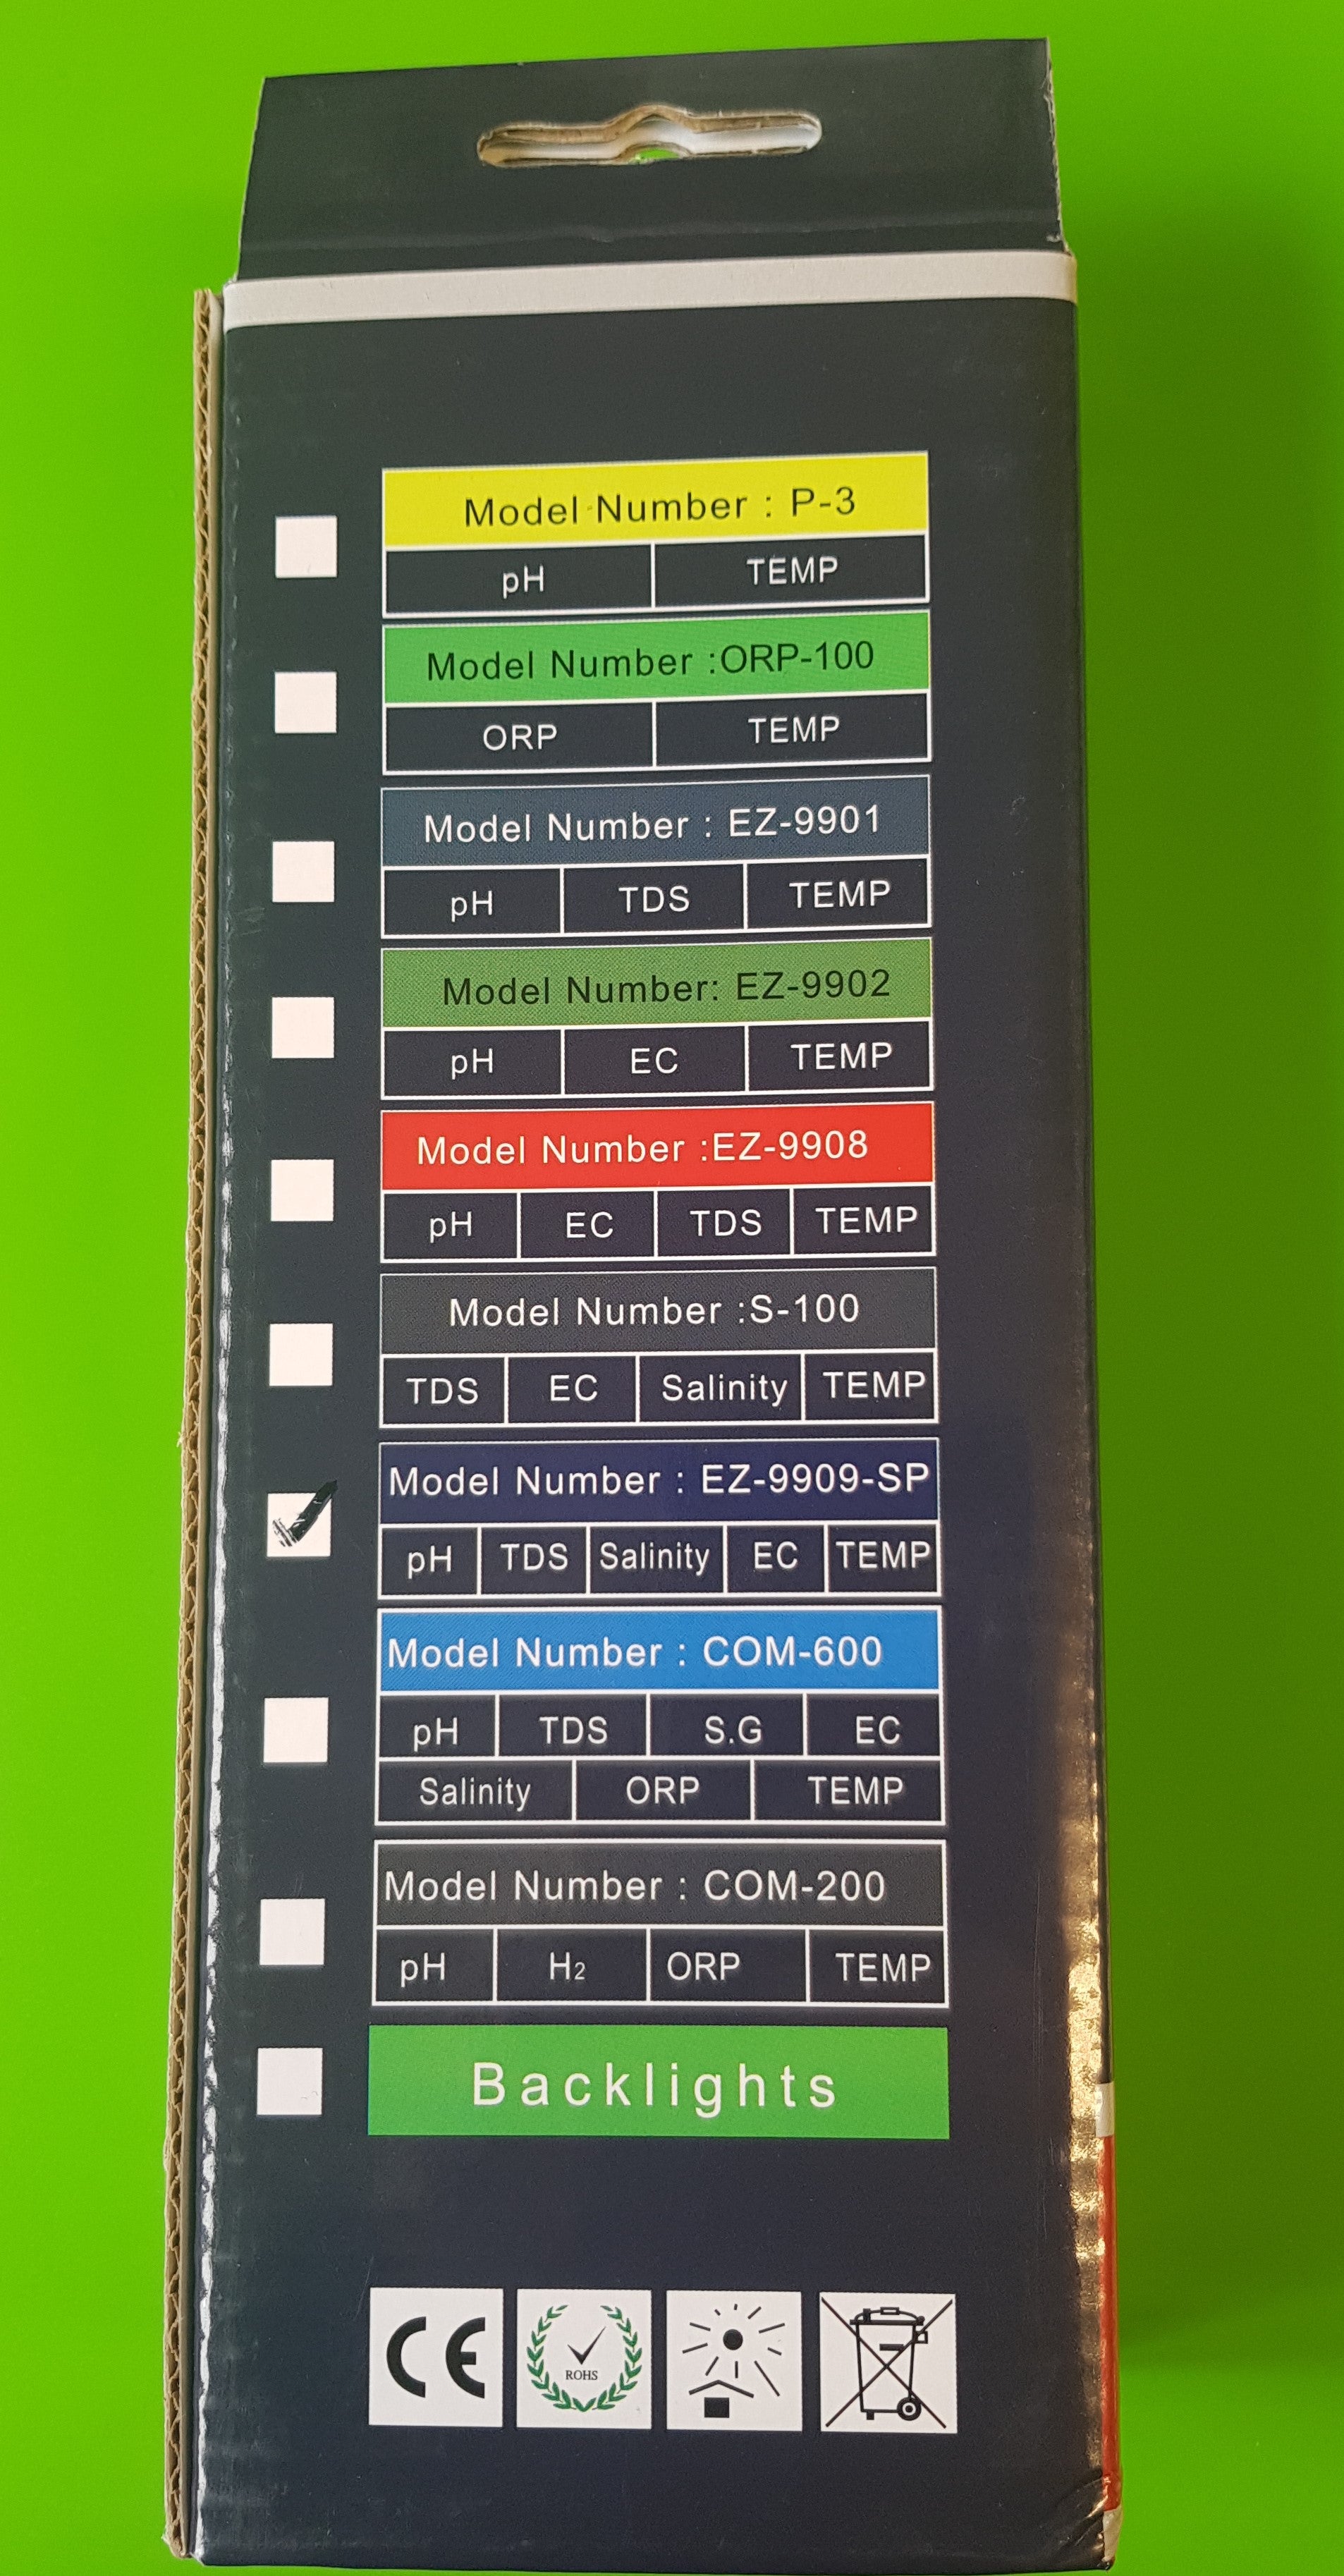 Model Number : P-3
pH TEMP
Model Number :ORP-100
ORP TEMP
Model Number : EZ-9901
pH TDS TEMP
Model Number: EZ-9902
pH EC TEMP
Model Number :EZ-9908
pH EC TDS TEMP
Model Number :S-100
TDS EC Salinity TEMP
Model Number : EZ-9909-SP
pH TDS Salinity EC TEMP
Model Number : COM-600
pH TDS S.G EC
Salinity ORP TEMP
Model Number : COM-200
pH H₂ ORP TEMP
Backlights
CE
ROHS